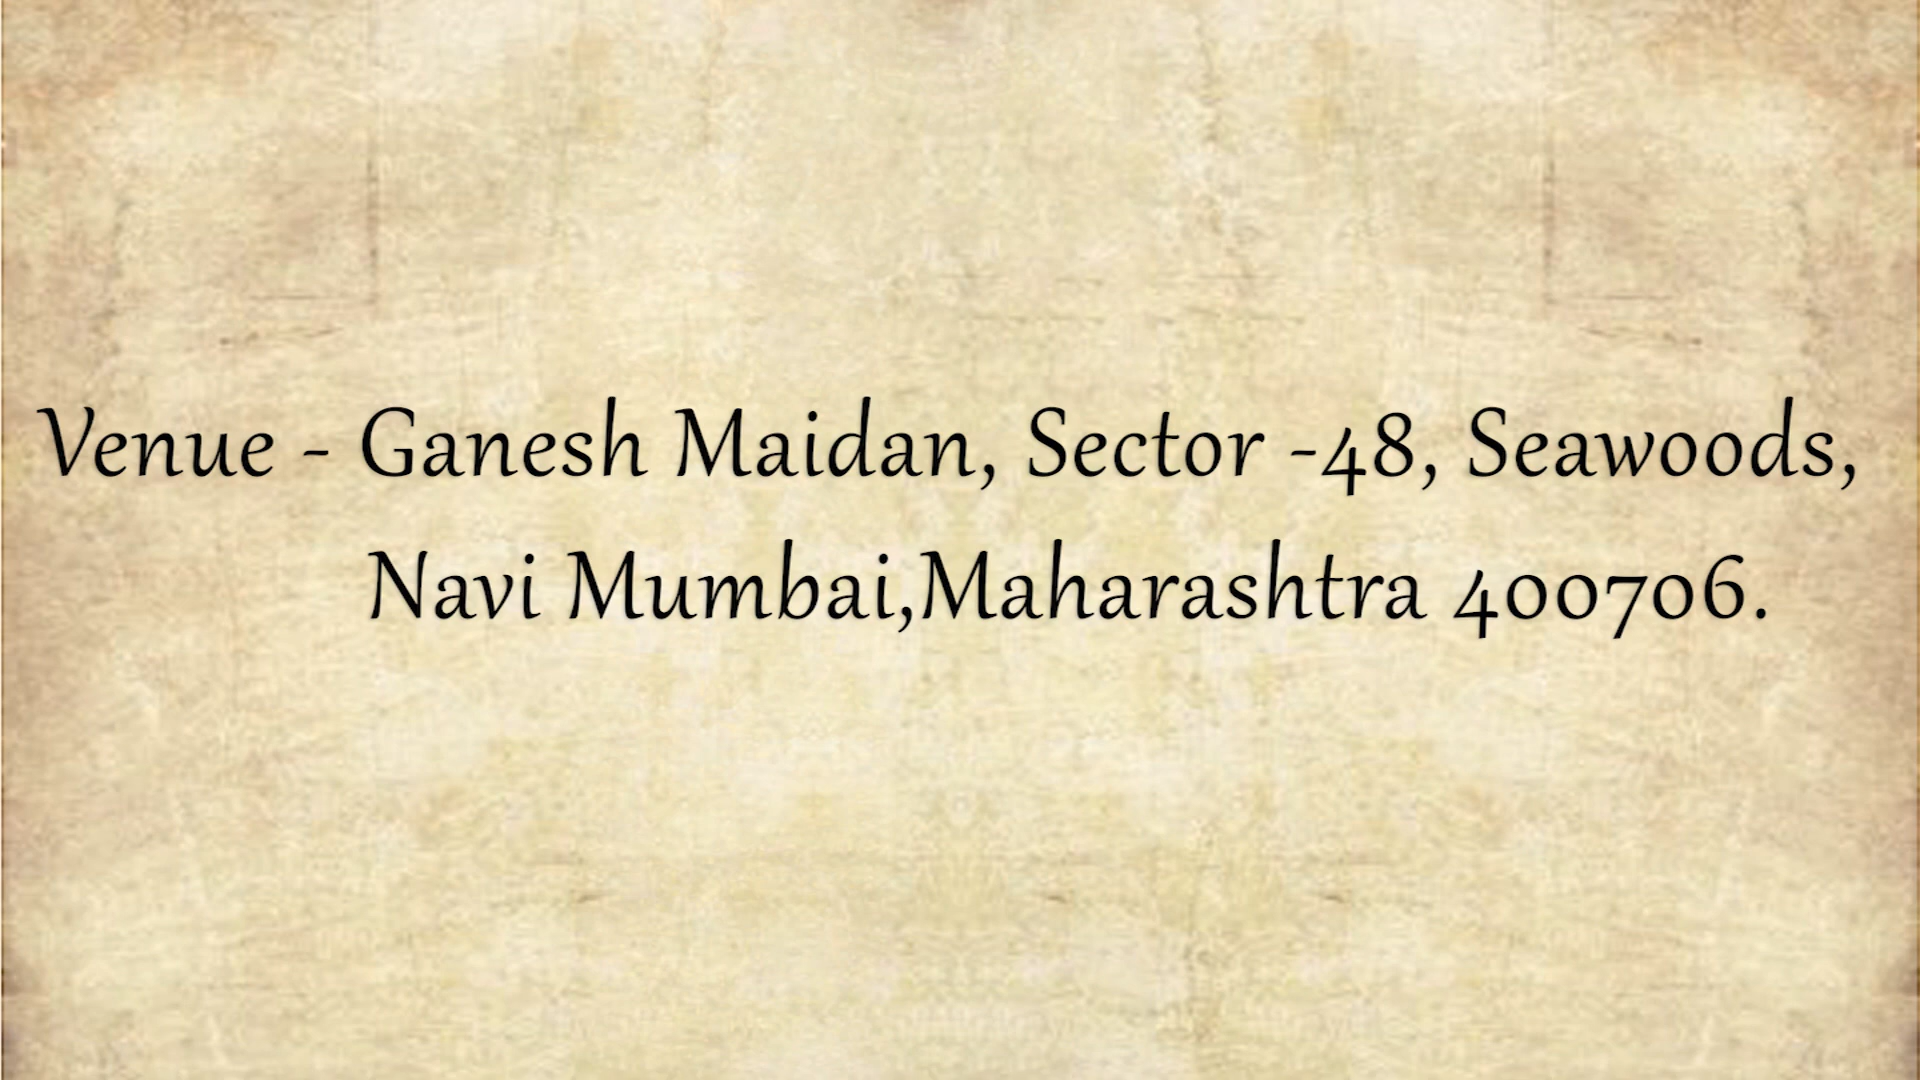 Venue - Ganesh Maidan, Sector -48, Seawoods,
Navi Mumbai,Maharashtra 400706.